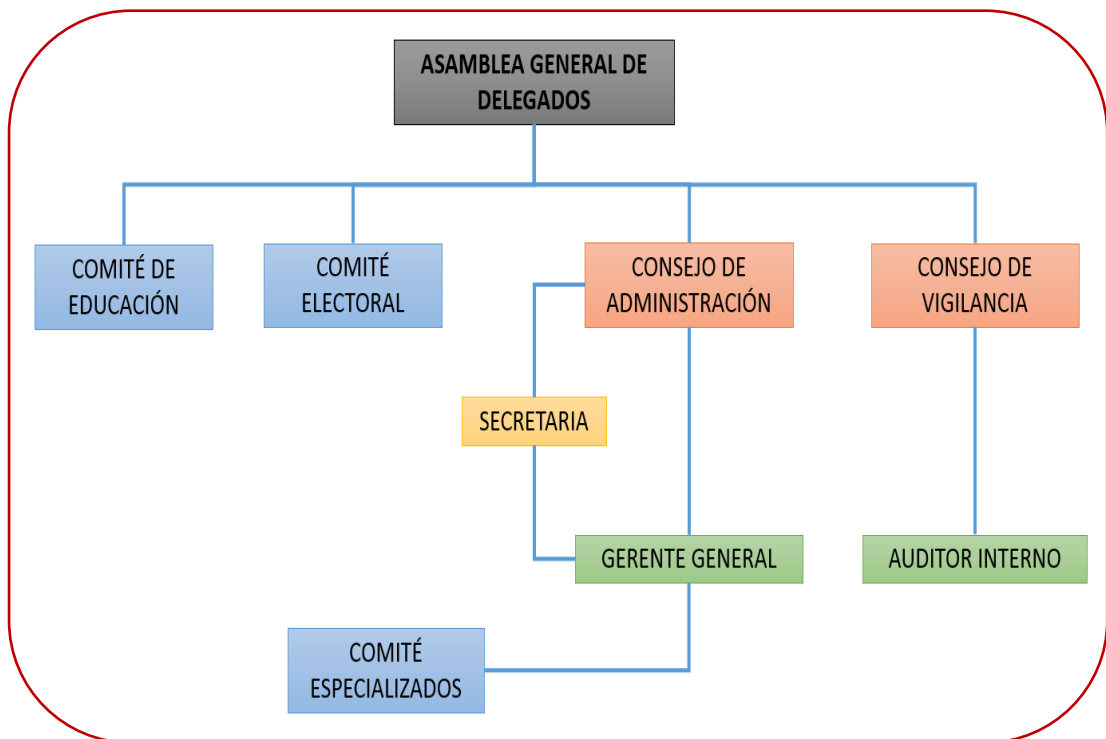 ASAMBLEA GENERAL DE
DELEGADOS
COMITÉ DE
EDUCACIÓN
COMITÉ
ELECTORAL
CONSEJO DE
ADMINISTRACIÓN
CONSEJO DE
VIGILANCIA
SECRETARIA
GERENTE GENERAL
AUDITOR INTERNO
COMITÉ
ESPECIALIZADOS